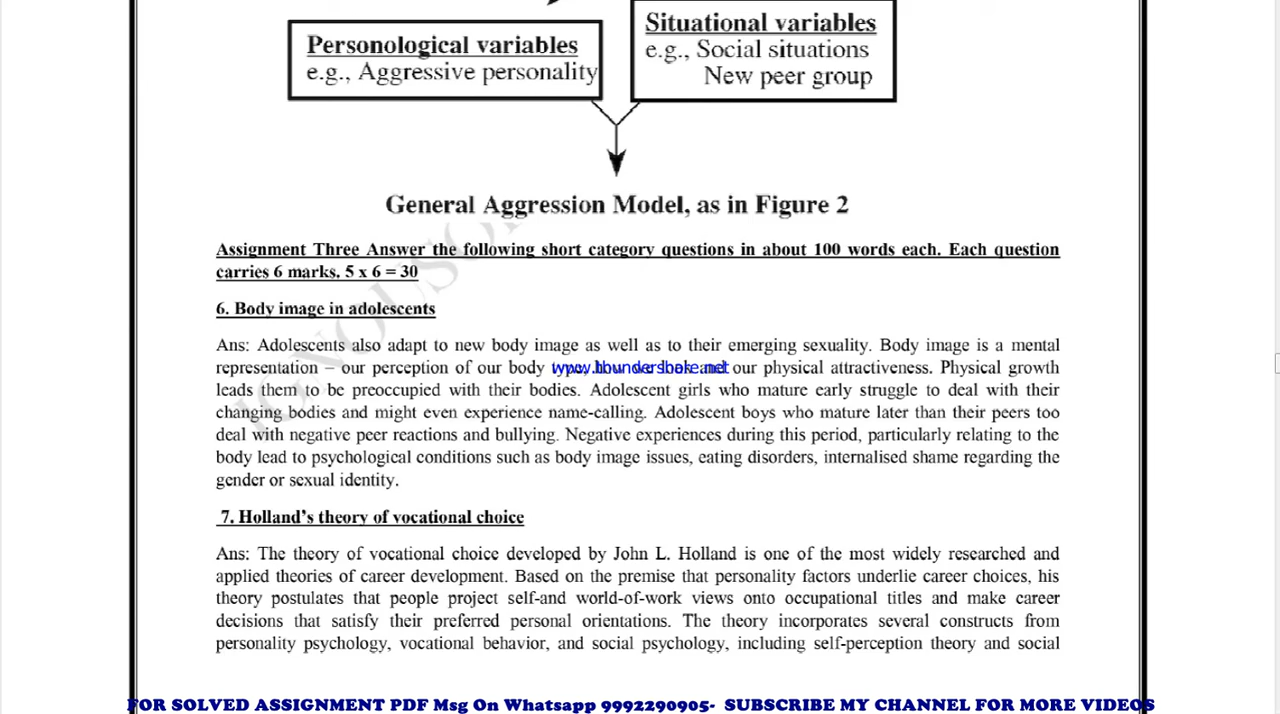 Situational variables
Personological variables
e.g., Social situations
e.g., Aggressive personality
New peer group
General Aggression Model, as in Figure 2
Assignment Three Answer the following short category questions in about 100 words each. Each question
carries 6 marks. 5 x 6 = 30
6. Body image in adolescents
Ans: Adolescents also adapt to new body image as well as to their emerging sexuality. Body image is a mental
representation – our perception of our body www.thundershare.net our physical attractiveness. Physical growth
leads them to be preoccupied with their bodies. Adolescent girls who mature early struggle to deal with their
changing bodies and might even experience name-calling. Adolescent boys who mature later than their peers too
deal with negative peer reactions and bullying. Negative experiences during this period, particularly relating to the
body lead to psychological conditions such as body image issues, eating disorders, internalised shame regarding the
gender or sexual identity.
7. Holland's theory of vocational choice
Ans: The theory of vocational choice developed by John L. Holland is one of the most widely researched and
applied theories of career development. Based on the premise that personality factors underlie career choices, his
theory postulates that people project self-and world-of-work views onto occupational titles and make career
decisions that satisfy their preferred personal orientations. The theory incorporates several constructs from
personality psychology, vocational behavior, and social psychology, including self-perception theory and social
FOR SOLVED ASSIGNMENT PDF Msg On Whatsapp 9992290905- SUBSCRIBE MY CHANNEL FOR MORE VIDEOS